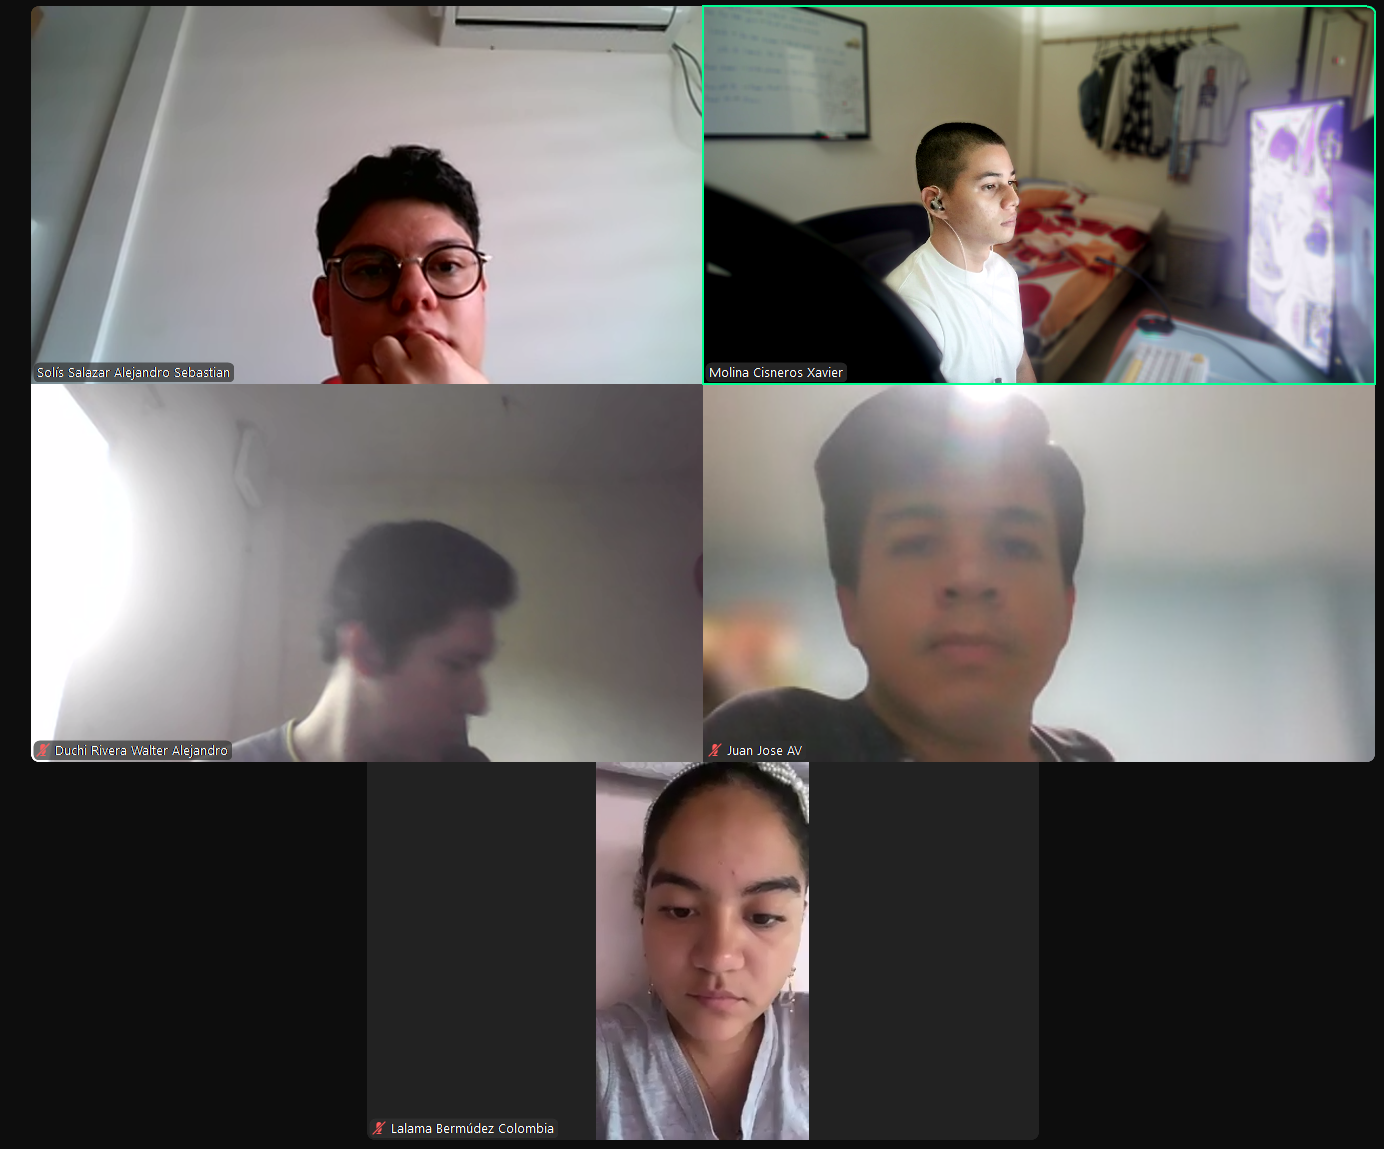 Solís Salazar Alejandro Sebastian
Molina Cisneros Xavier
Duchi Rivera Walter Alejandro
Juan Jose AV
Lalama Bermúdez Colombia